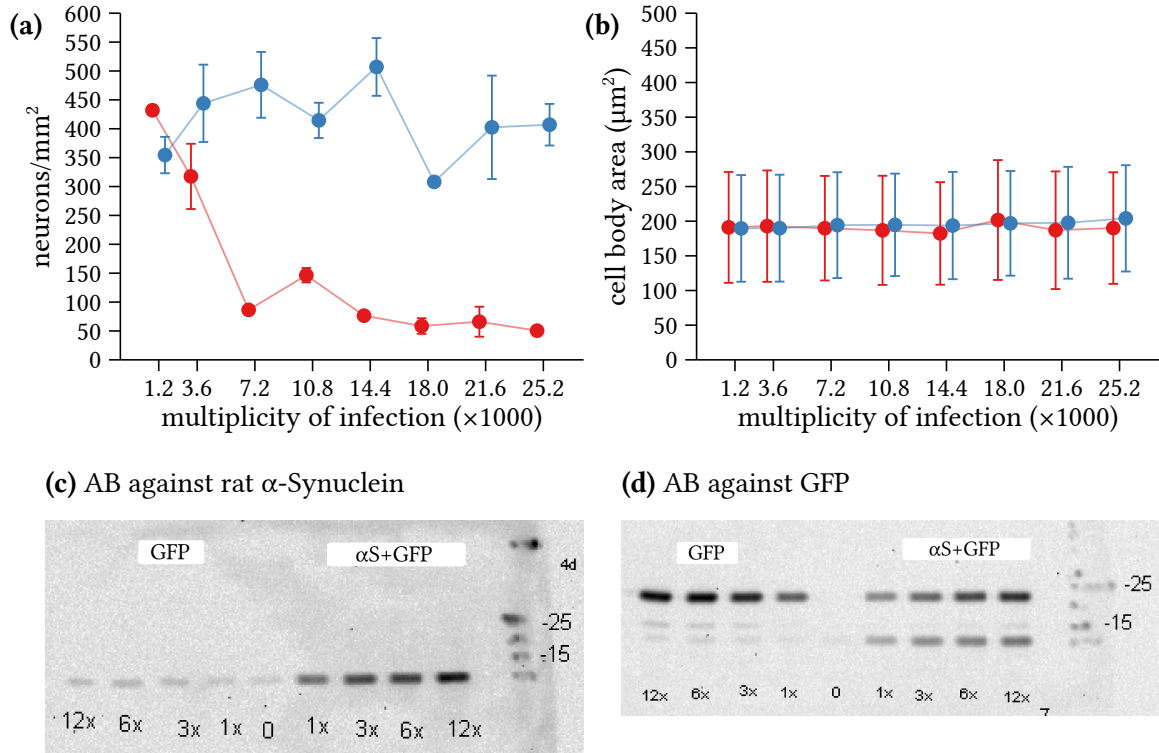 (a)
600
550
500
450
400
350
300
250
200
150
100
50
0
neurons/mm²
1.2 3.6 7.2 10.8 14.4 18.0 21.6 25.2
multiplicity of infection (×1000)
(b)
500
450
400
350
300
250
200
150
100
50
0
cell body area (µm²)
1.2 3.6 7.2 10.8 14.4 18.0 21.6 25.2
multiplicity of infection (×1000)
(c) AB against rat α-Synuclein
GFP αS+GFP
4d
-25
-15
12x 6x 3x 1x 0 1x 3x 6x 12x
(d) AB against GFP
GFP αS+GFP
-25
-15
12x 6x 3x 1x 0 1x 3x 6x 12x
7